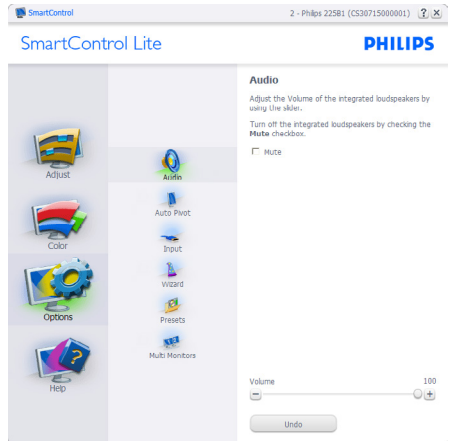 SmartControl
2 - Philips 225B1 (CS30715000001)
SmartControl Lite
PHILIPS
Adjust
Color
Options
Help
Audio
Auto Pivot
Input
Wizard
Presets
Multi Monitors
Audio
Adjust the Volume of the integrated loudspeakers by
using the slider.
Turn off the integrated loudspeakers by checking the
Mute checkbox.
Mute
Volume
100
Undo